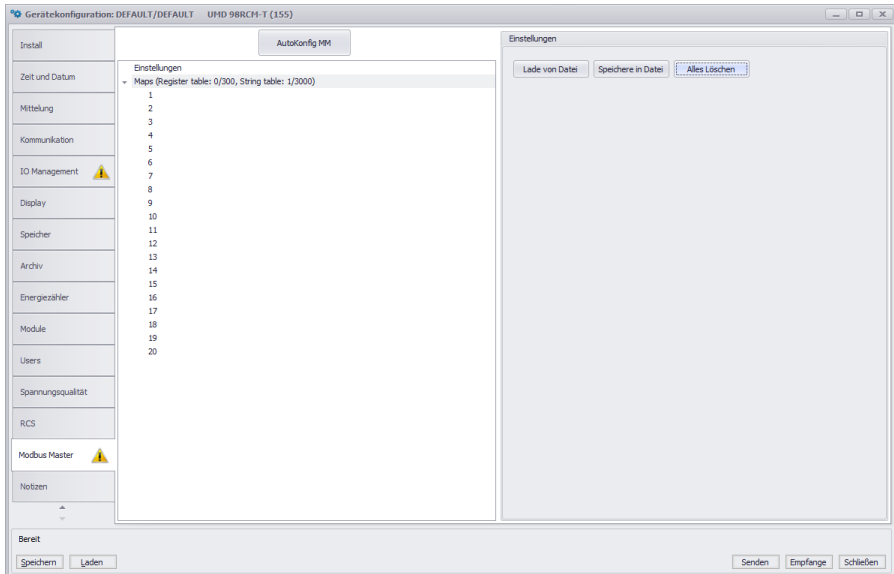 Gerätekonfiguration: DEFAULT/DEFAULT UMD 98RCM-T (155)
Install
Zeit und Datum
Mittelung
Kommunikation
IO Management
Display
Speicher
Archiv
Energiezähler
Module
Users
Spannungsqualität
RCS
Modbus Master
Notizen
AutoKonfig MM
Einstellungen
Maps (Register table: 0/300, String table: 1/3000)
1
2
3
4
5
6
7
8
9
10
11
12
13
14
15
16
17
18
19
20
Einstellungen
Lade von Datei Speichere in Datei Alles Löschen
Bereit
Speichern Laden Senden Empfange Schließen